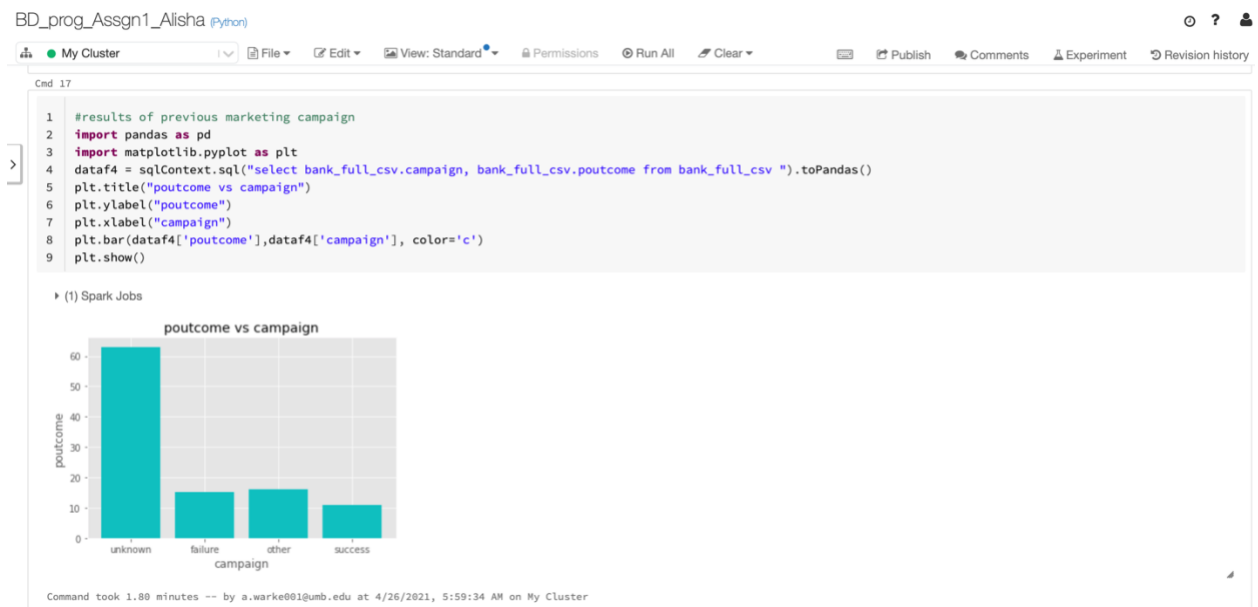 BD_prog_Assgn1_Alisha (Python)
?
My Cluster File Edit View: Standard Permissions Run All Clear Publish Comments Experiment Revision history
Cmd 17
1 #results of previous marketing campaign
2 import pandas as pd
3 import matplotlib.pyplot as plt
4 dataf4 = sqlContext.sql("select bank_full_csv.campaign, bank_full_csv.poutcome from bank_full_csv ").toPandas()
5 plt.title("poutcome vs campaign")
6 plt.ylabel("poutcome")
7 plt.xlabel("campaign")
8 plt.bar(dataf4['poutcome'],dataf4['campaign'], color='c')
9 plt.show()
(1) Spark Jobs
poutcome vs campaign
60
50
40
30
20
10
0
poutcome
unknown failure other success
campaign
Command took 1.80 minutes -- by a.warke001@umb.edu at 4/26/2021, 5:59:34 AM on My Cluster